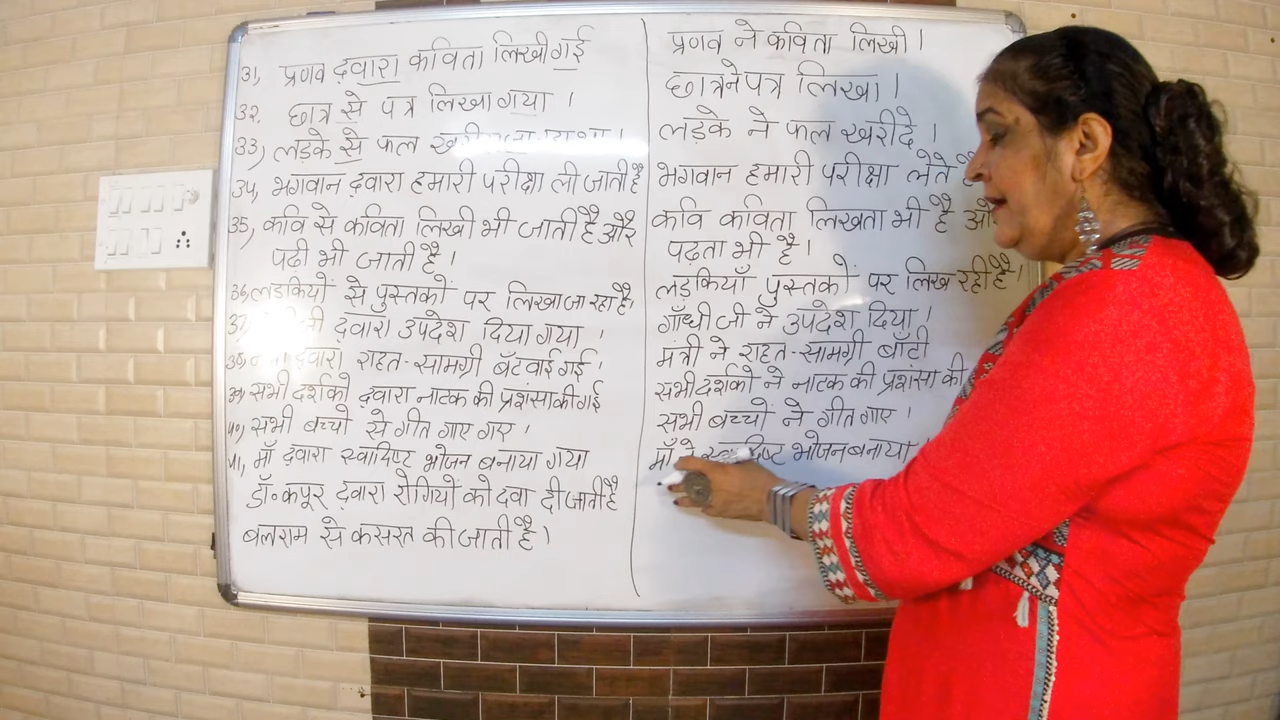 31, प्रणव द्वारा कविता लिखी गई
32. छात्र से पत्र लिखा गया ।
33) लड़के से फल
34, भगवान द्वारा हमारी परीक्षा ली जाती है
35, कवि से कविता लिखी भी जाती है और
पढी भी जाती है ।
36, लड़कियों से पुस्तकों पर लिखा जा रहा है।
37 द्वारा उपदेश दिया गया ।
38, द्वारा राहत-सामग्री बँटवाई गई ।
39, सभी दर्शको द्वारा नाटक की प्रशंसा की गई
40, सभी बच्चों से गीत गाए गए ।
41, माँ द्वारा स्वादिष्ट भोजन बनाया गया
डॉ॰ कपूर द्वारा रोगियों को दवा दी जाती है
बलराम से कसरत की जाती है ।
प्रणव ने कविता लिखी ।
छात्र ने पत्र लिखा ।
लड़के ने फल खरीदे ।
भगवान हमारी परीक्षा लेते
कवि कविता लिखता भी है
पढ़ता भी है ।
लड़कियाँ पुस्तकों पर लिख रही है ।
गाँधी जी ने उपदेश दिया ।
मंत्री ने राहत-सामग्री बाँटी
सभी दर्शको ने नाटक की प्रशंसा की
सभी बच्चों ने गीत गाए ।
माँ ने भोजन बनाया ।